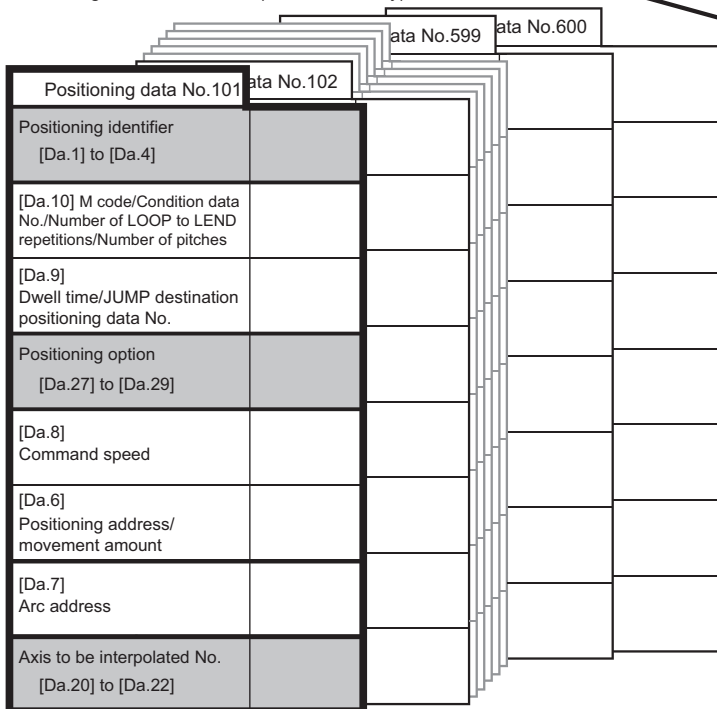 ata No.600
ata No.599
ata No.102
Positioning data No.101
Positioning identifier
[Da.1] to [Da.4]
[Da.10] M code/Condition data
No./Number of LOOP to LEND
repetitions/Number of pitches
[Da.9]
Dwell time/JUMP destination
positioning data No.
Positioning option
[Da.27] to [Da.29]
[Da.8]
Command speed
[Da.6]
Positioning address/
movement amount
[Da.7]
Arc address
Axis to be interpolated No.
[Da.20] to [Da.22]